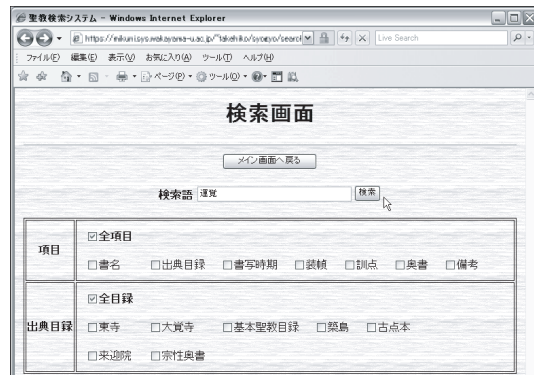 聖教検索システム - Windows Internet Explorer
https://mikuni.sys.wakayama-u.ac.jp/~takehiko/syogyo/searcl
Live Search
ファイル(F) 編集(E) 表示(V) お気に入り(A) ツール(T) ヘルプ(H)
ページ(P) ツール(O)
検索画面
メイン画面へ戻る
検索語 運覚 検索
項目
全項目
書名 出典目録 書写時期 装幀 訓点 奥書 備考
出典目録
全目録
東寺 大覚寺 基本聖教目録 築島 古点本
来迎院 宗性奥書